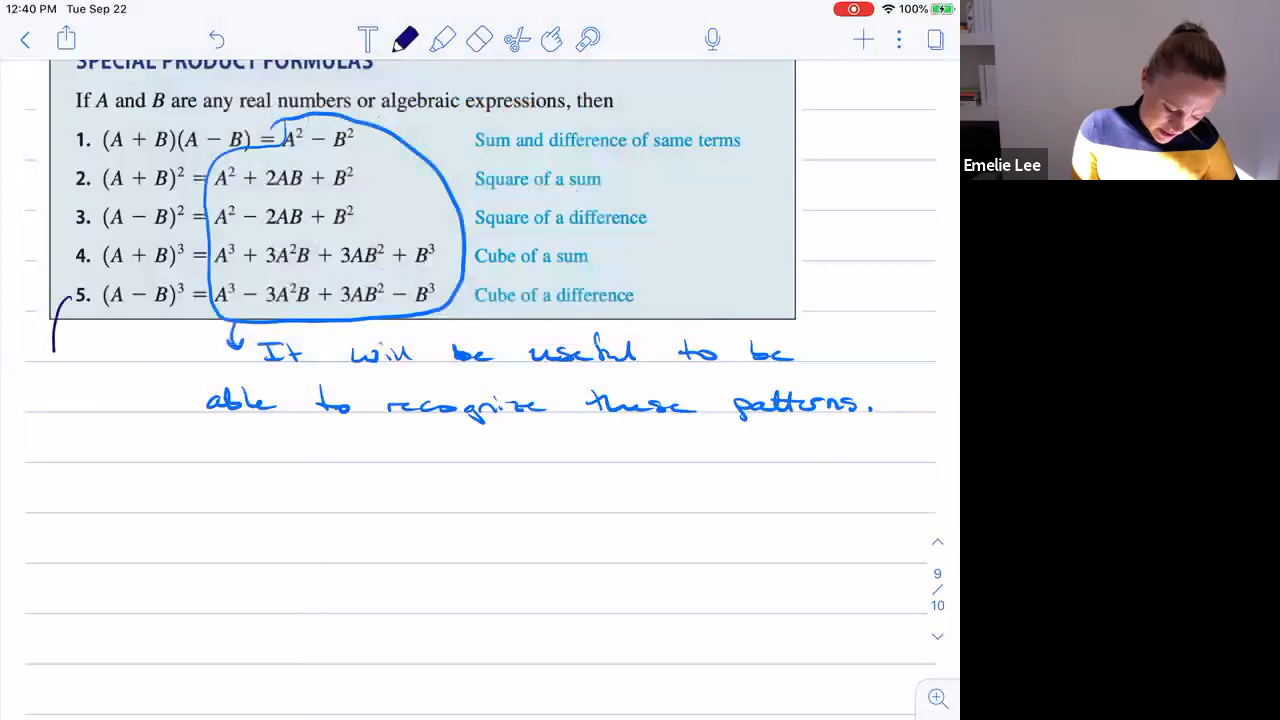 12:40 PM Tue Sep 22
100%
SPECIAL PRODUCT FORMULAS
If A and B are any real numbers or algebraic expressions, then
1. (A + B)(A − B) = A² − B² Sum and difference of same terms
2. (A + B)² = A² + 2AB + B² Square of a sum
3. (A − B)² = A² − 2AB + B² Square of a difference
4. (A + B)³ = A³ + 3A²B + 3AB² + B³ Cube of a sum
5. (A − B)³ = A³ − 3A²B + 3AB² − B³ Cube of a difference
It will be useful to be
able to recognize these patterns.
9
/
10
Emelie Lee